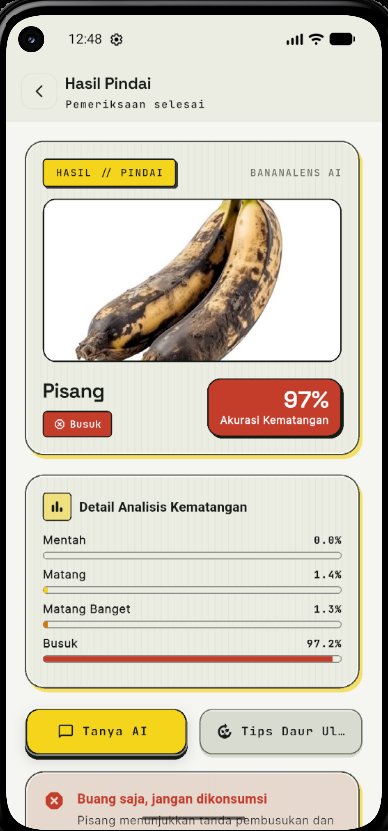 12:48
Hasil Pindai
Pemeriksaan selesai
HASIL // PINDAI
BANANALENS AI
Pisang
97%
Akurasi Kematangan
Busuk
Detail Analisis Kematangan
Mentah 0.0%
Matang 1.4%
Matang Banget 1.3%
Busuk 97.2%
Tanya AI
Tips Daur Ul…
Buang saja, jangan dikonsumsi
Pisang menunjukkan tanda pembusukan dan